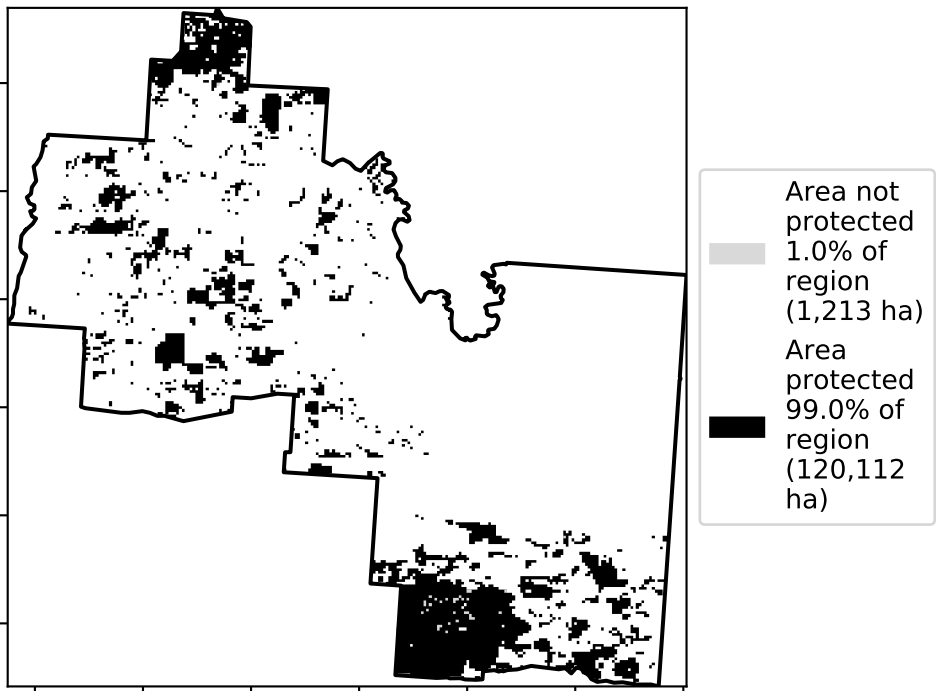 Area not
protected
1.0% of
region
(1,213 ha)
Area
protected
99.0% of
region
(120,112
ha)